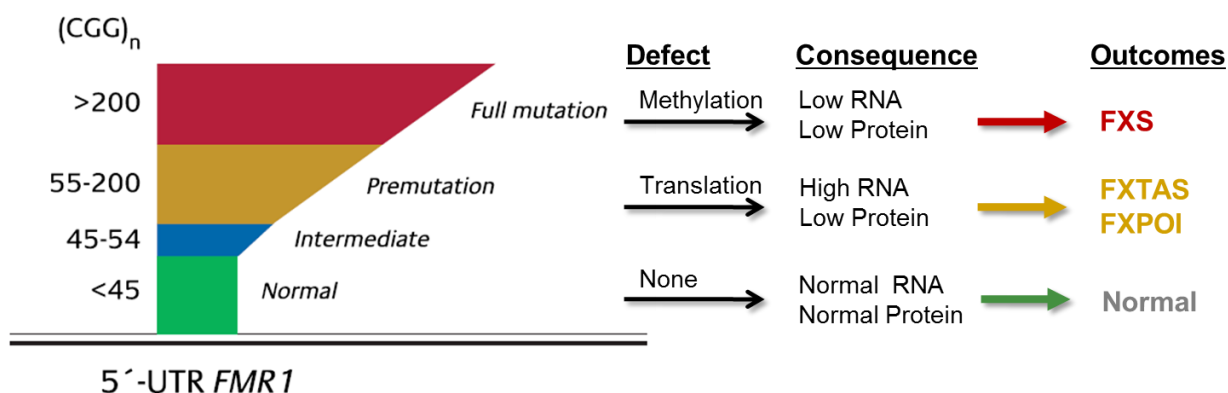 (CGG)n
>200
55-200
45-54
<45
Full mutation
Premutation
Intermediate
Normal
5´-UTR FMR1
Defect
Consequence
Outcomes
Methylation
Low RNA
Low Protein
FXS
Translation
High RNA
Low Protein
FXTAS
FXPOI
None
Normal RNA
Normal Protein
Normal